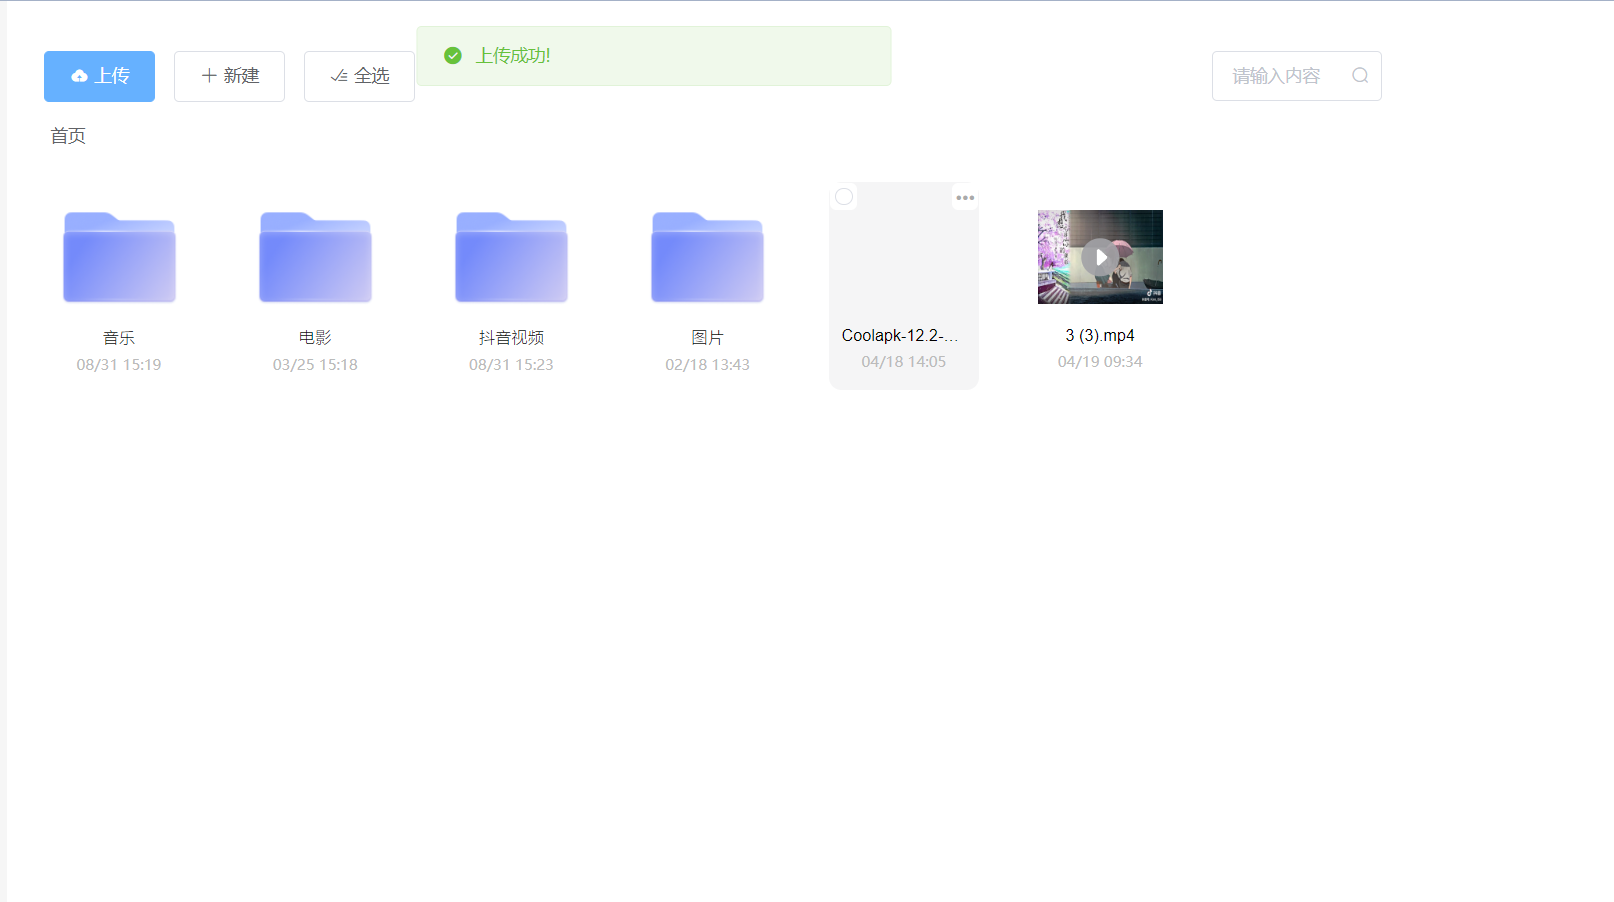 上传成功!
上传
新建
全选
请输入内容
首页
音乐
08/31 15:19
电影
03/25 15:18
抖音视频
08/31 15:23
图片
02/18 13:43
Coolapk-12.2-...
04/18 14:05
3 (3).mp4
04/19 09:34